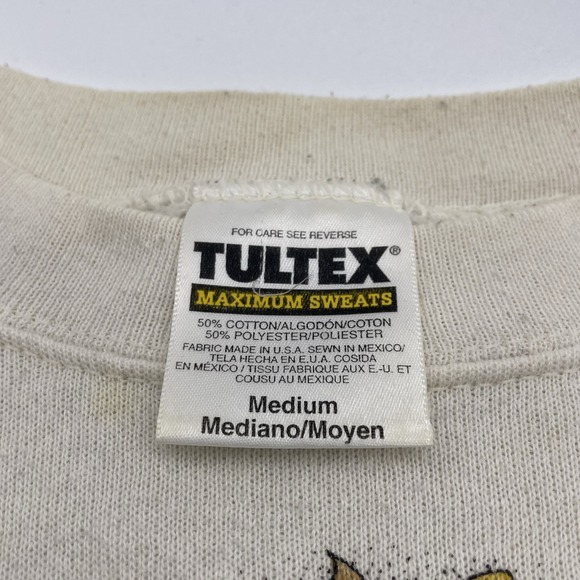 FOR CARE SEE REVERSE
TULTEX®
MAXIMUM SWEATS
50% COTTON/ALGODÓN/COTON
50% POLYESTER/POLIESTER
FABRIC MADE IN U.S.A. SEWN IN MEXICO/
TELA HECHA EN E.U.A. COSIDA
EN MÉXICO / TISSU FABRIQUE AUX E.-U. ET
COUSU AU MEXIQUE
Medium
Mediano/Moyen